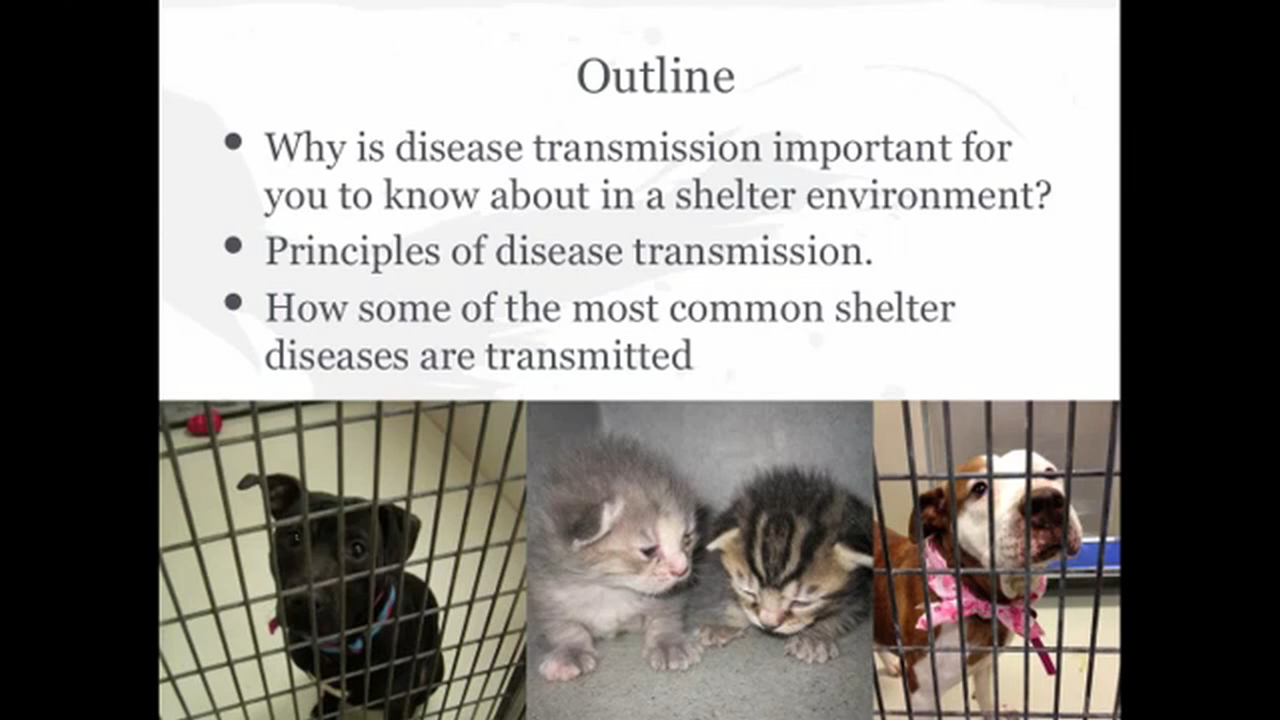 Outline
• Why is disease transmission important for
you to know about in a shelter environment?
• Principles of disease transmission.
• How some of the most common shelter
diseases are transmitted